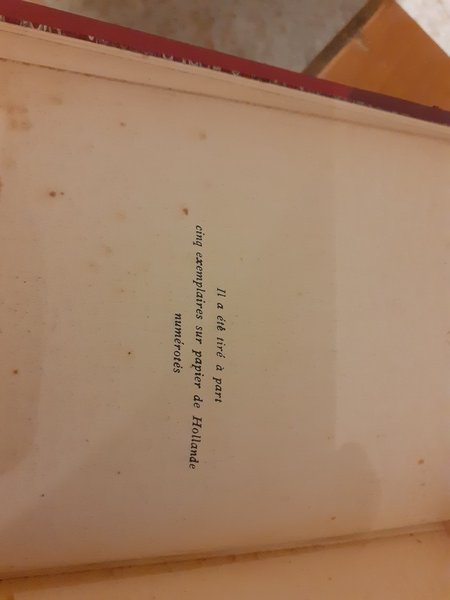 Il a été tiré à part
cinq exemplaires sur papier de Hollande
numérotés